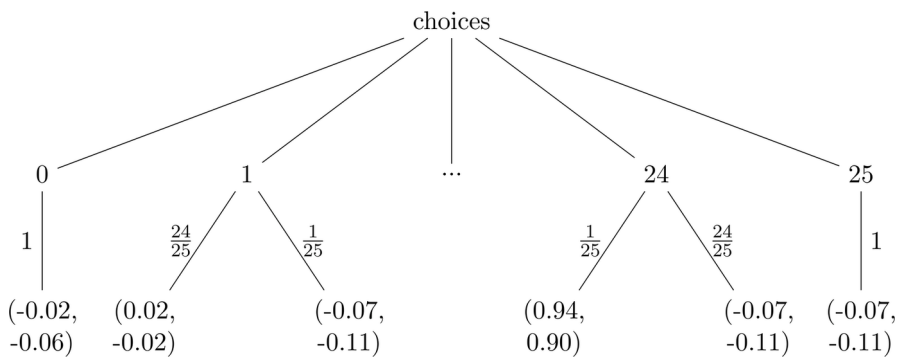 choices
0 1 ... 24 25
1 24/25 1/25 1/25 24/25 1
(-0.02, (0.02, (-0.07, (0.94, (-0.07, (-0.07,
-0.06) -0.02) -0.11) 0.90) -0.11) -0.11)